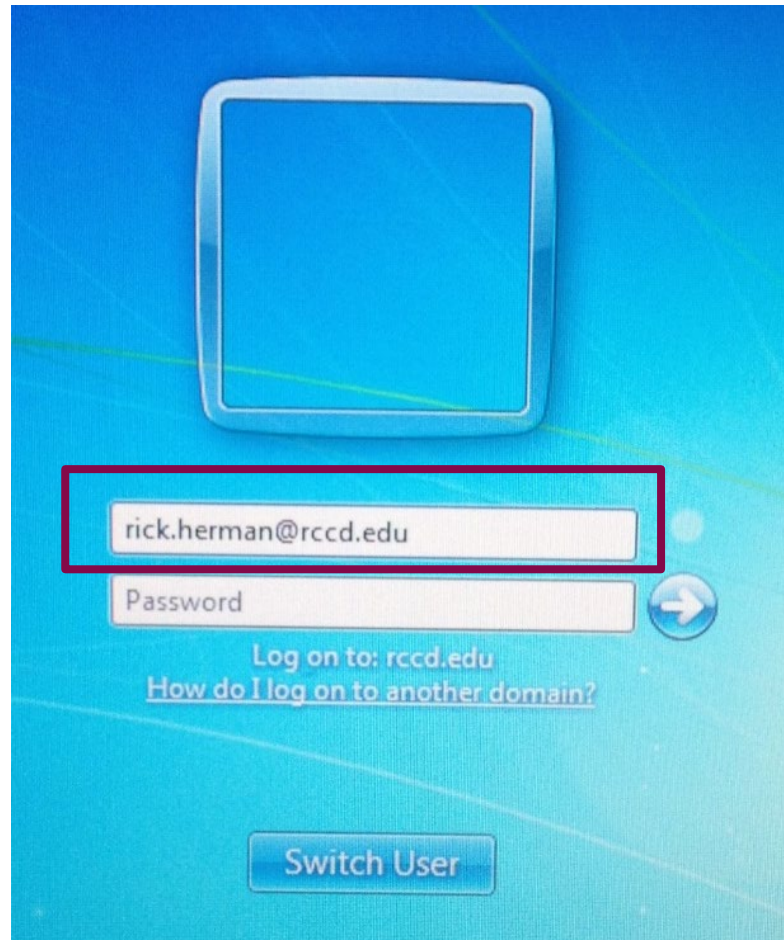 rick.herman@rccd.edu
Password
Log on to: rccd.edu
How do I log on to another domain?
Switch User